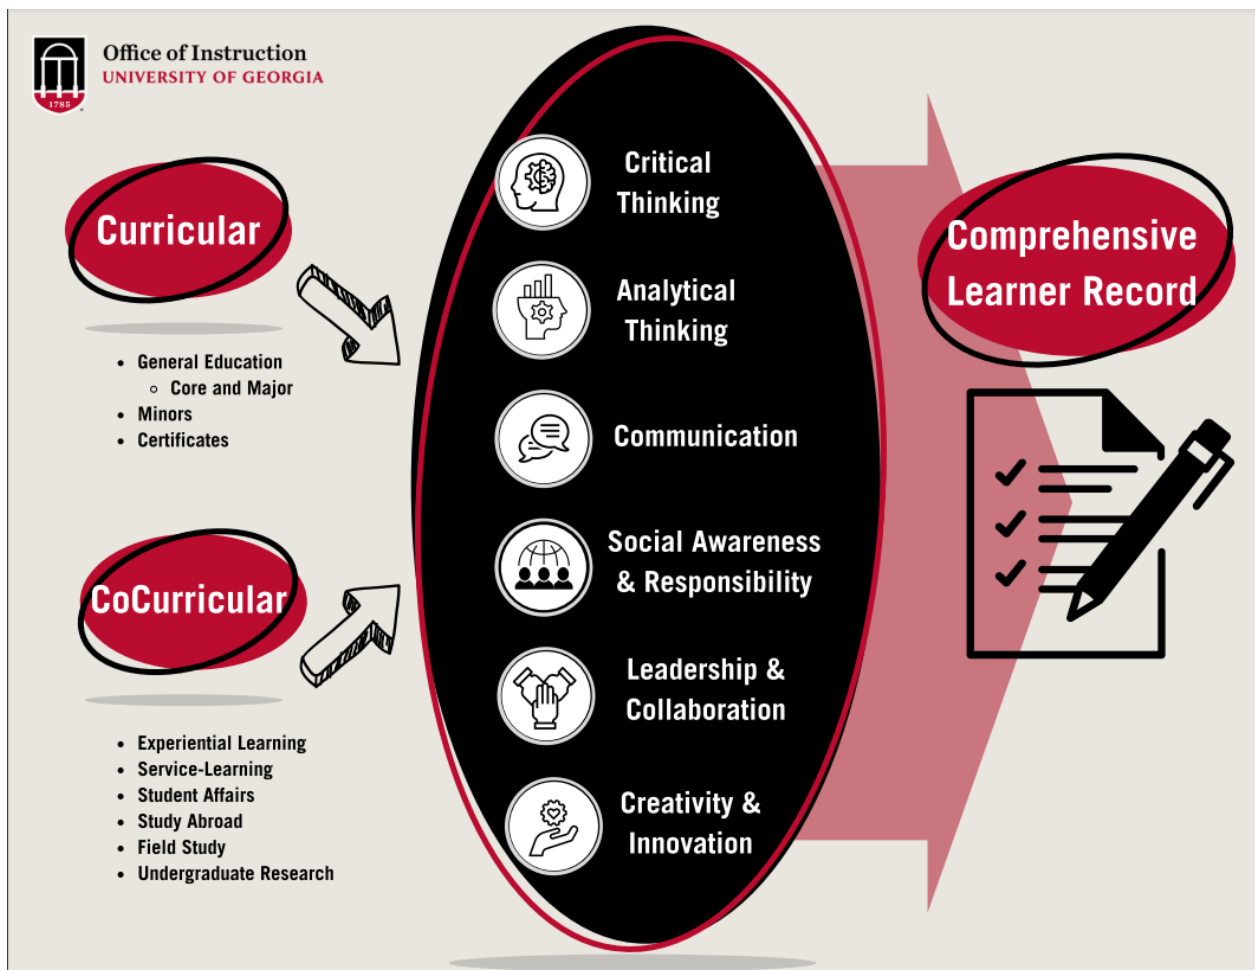 Office of Instruction
UNIVERSITY OF GEORGIA
1785
Curricular
• General Education
◦ Core and Major
• Minors
• Certificates
CoCurricular
• Experiential Learning
• Service-Learning
• Student Affairs
• Study Abroad
• Field Study
• Undergraduate Research
Critical
Thinking
Analytical
Thinking
Communication
Social Awareness
& Responsibility
Leadership &
Collaboration
Creativity &
Innovation
Comprehensive
Learner Record